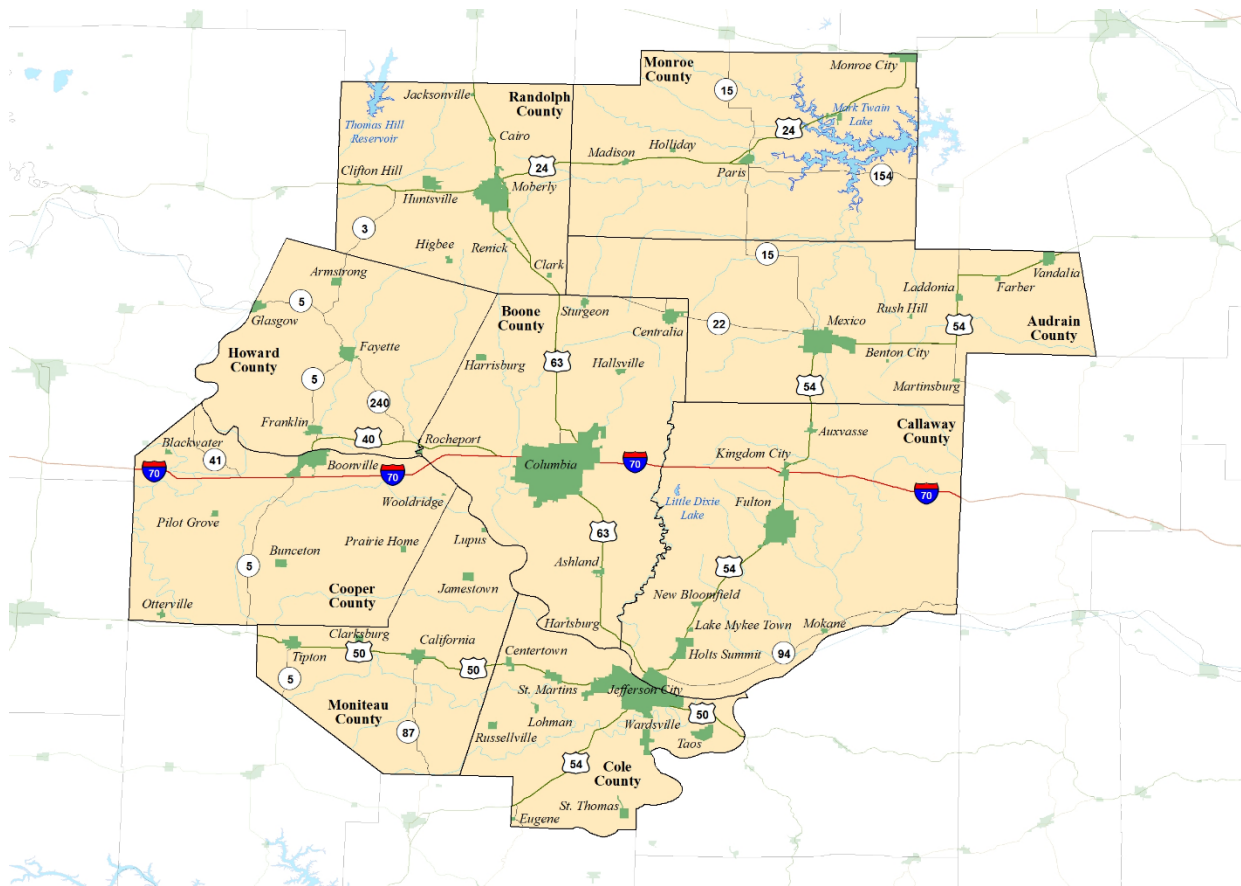 Monroe
County
Monroe City
15
Jacksonville
Randolph
County
Thomas Hill
Reservoir
Mark Twain
Lake
Cairo
24
Holliday
Madison
24
Clifton Hill
Moberly
Paris
154
Huntsville
3
Renick
Higbee
15
Clark
Armstrong
Vandalia
Laddonia
Farber
5
Boone
County
Sturgeon
Rush Hill
Glasgow
Mexico
Audrain
County
Centralia
22
54
Howard
County
Fayette
Benton City
Harrisburg
63
Hallsville
5
54
Martinsburg
240
Franklin
Callaway
County
Auxvasse
40
Rocheport
Blackwater
41
Kingdom City
70
Boonville
70
Columbia
70
70
Wooldridge
Little Dixie
Lake
Fulton
Pilot Grove
63
Lupus
Prairie Home
Bunceton
Ashland
5
54
Jamestown
Cooper
County
New Bloomfield
Otterville
Harisburg
Lake Mykee Town
Mokane
Clarksburg
California
50
Centertown
Holts Summit
94
Tipton
50
5
St. Martins
Jefferson City
Moniteau
County
Lohman
50
Wardsville
87
Russellville
Taos
54
Cole
County
St. Thomas
Eugene